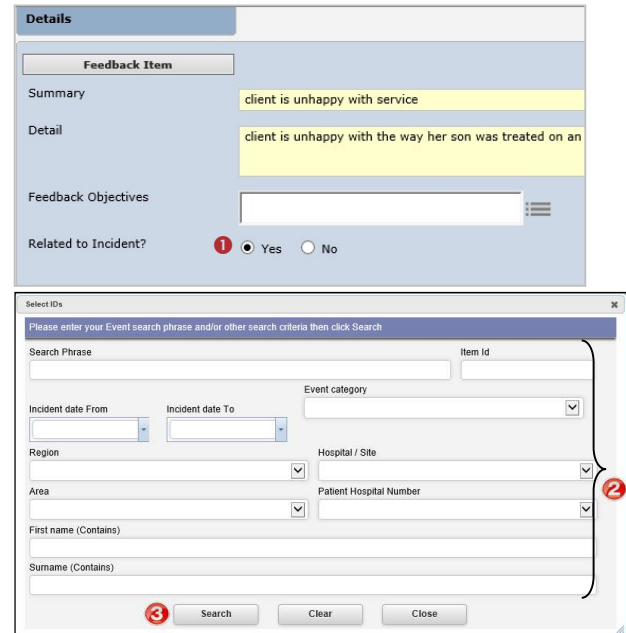 Details
Feedback Item
Summary
client is unhappy with service
Detail
client is unhappy with the way her son was treated on an
Feedback Objectives
Related to Incident? 1 Yes No
Select IDs
Please enter your Event search phrase and/or other search criteria then click Search
Search Phrase Item Id
Event category
Incident date From Incident date To
Region Hospital / Site
2
Area Patient Hospital Number
First name (Contains)
Surname (Contains)
3 Search Clear Close